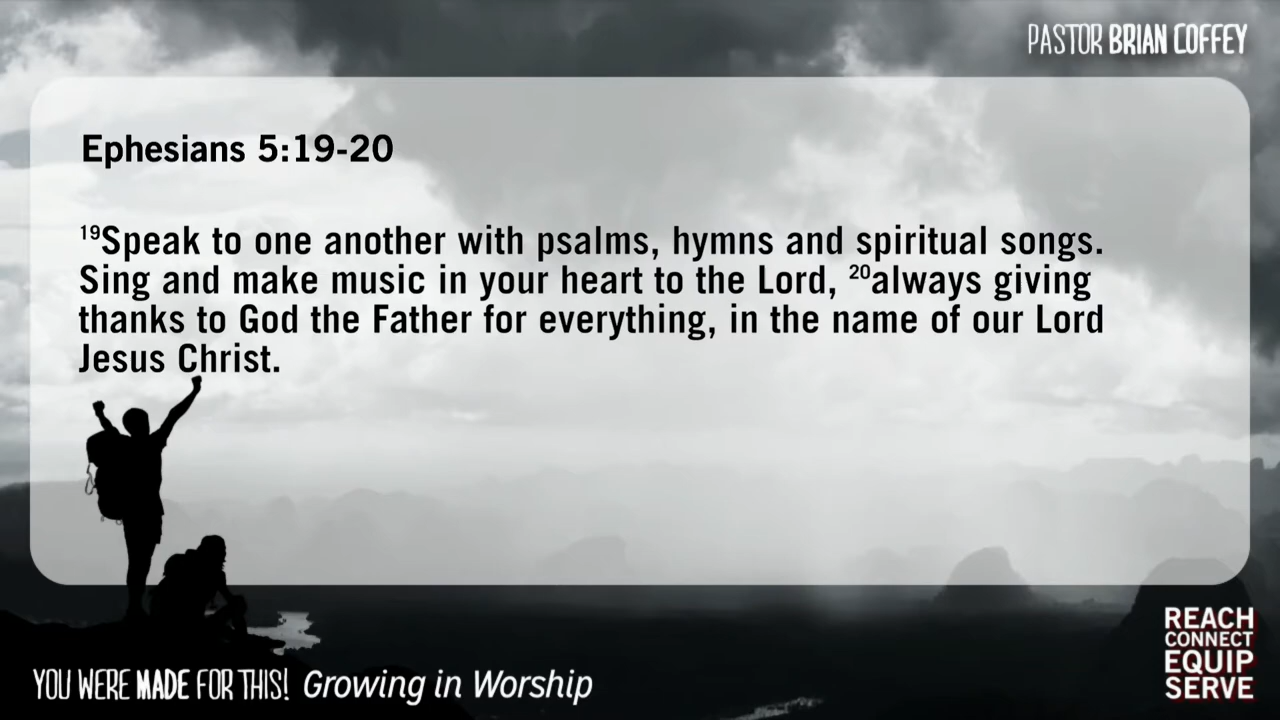 PASTOR BRIAN COFFEY
Ephesians 5:19-20
19Speak to one another with psalms, hymns and spiritual songs.
Sing and make music in your heart to the Lord, 20always giving
thanks to God the Father for everything, in the name of our Lord
Jesus Christ.
REACH
CONNECT
EQUIP
SERVE
YOU WERE MADE FOR THIS! Growing in Worship